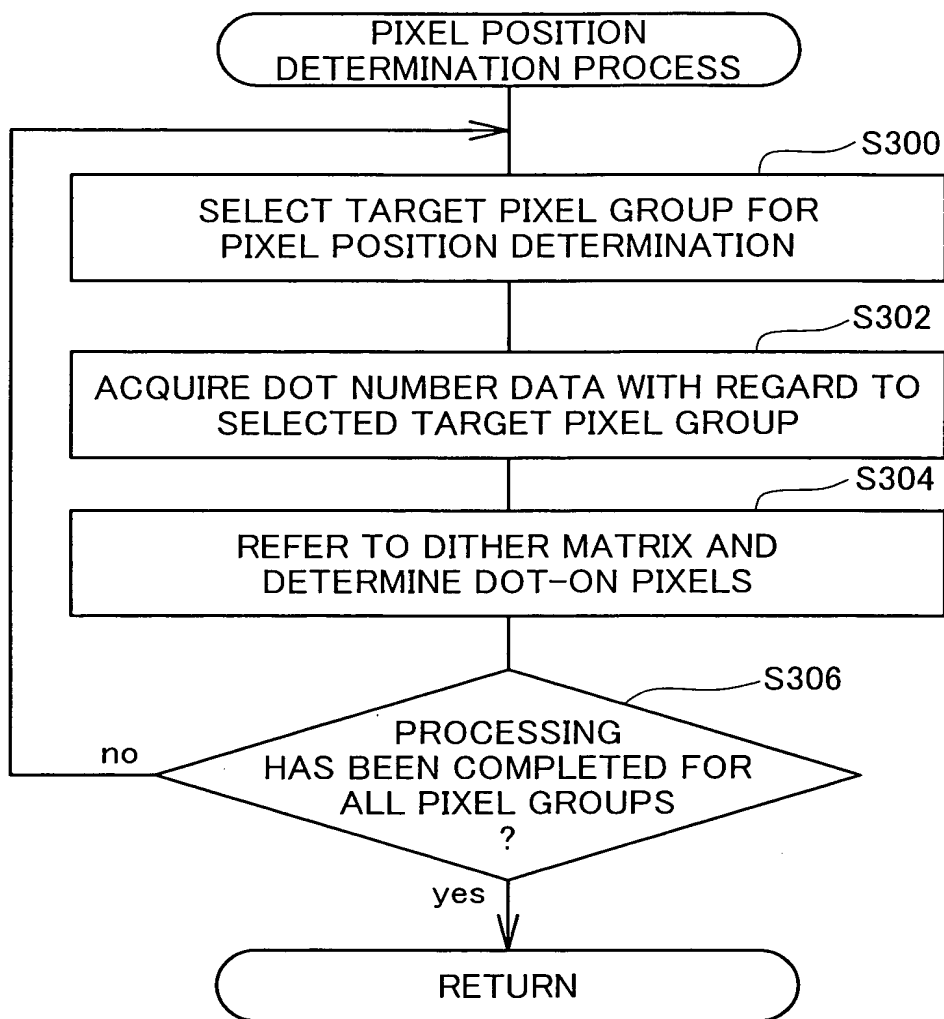 PIXEL POSITION
DETERMINATION PROCESS
S300
SELECT TARGET PIXEL GROUP FOR
PIXEL POSITION DETERMINATION
S302
ACQUIRE DOT NUMBER DATA WITH REGARD TO
SELECTED TARGET PIXEL GROUP
S304
REFER TO DITHER MATRIX AND
DETERMINE DOT-ON PIXELS
S306
PROCESSING
HAS BEEN COMPLETED FOR
ALL PIXEL GROUPS
?
no
yes
RETURN